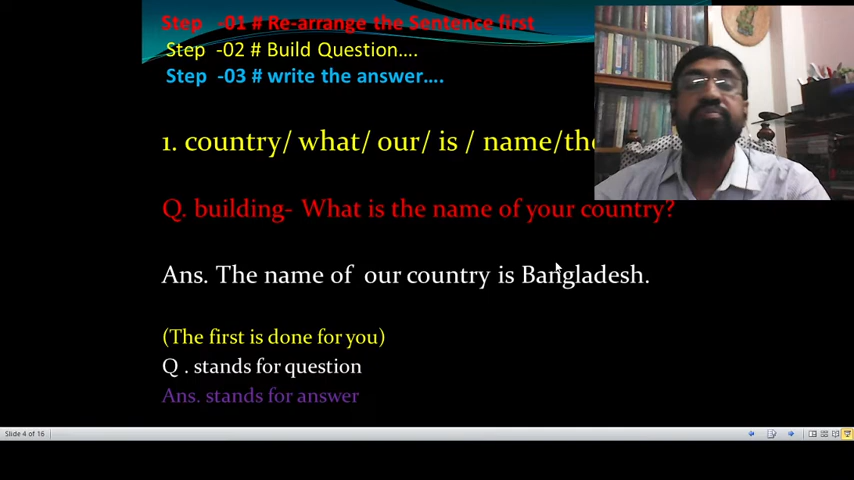 Step -01 # Re-arrange the Sentence first
Step -02 # Build Question....
Step -03 # write the answer....
1. country/ what/ our/ is / name/the
Q. building- What is the name of your country?
Ans. The name of our country is Bangladesh.
(The first is done for you)
Q . stands for question
Ans. stands for answer
Slide 4 of 16